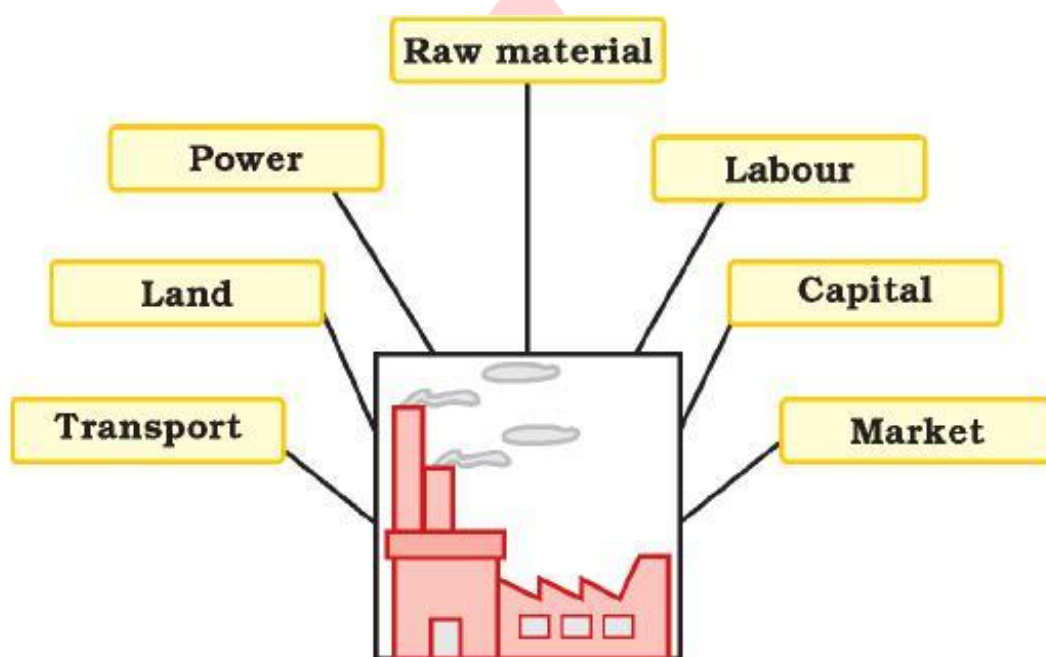 Raw material
Power
Labour
Land
Capital
Transport
Market